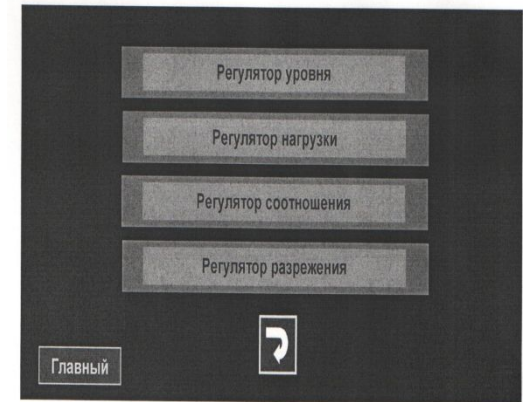 Регулятор уровня
Регулятор нагрузки
Регулятор соотношения
Регулятор разрежения
Главный